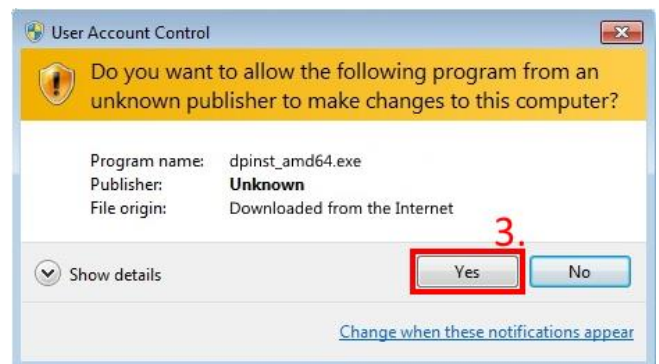 User Account Control
Do you want to allow the following program from an
unknown publisher to make changes to this computer?
Program name: dpinst_amd64.exe
Publisher: Unknown
File origin: Downloaded from the Internet
3.
Show details Yes No
Change when these notifications appear